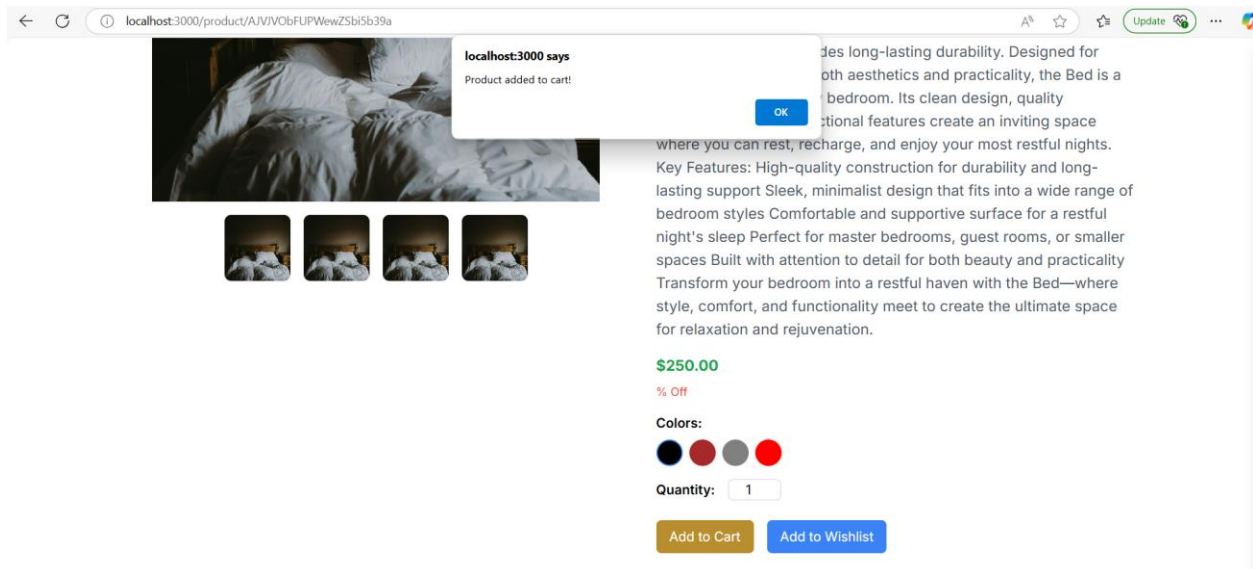 localhost:3000/product/AJVJVObFUPWewZSbi5b39a
Update
localhost:3000 says
Product added to cart!
OK
des long-lasting durability. Designed for
oth aesthetics and practicality, the Bed is a
bedroom. Its clean design, quality
ctional features create an inviting space
where you can rest, recharge, and enjoy your most restful nights.
Key Features: High-quality construction for durability and long-
lasting support Sleek, minimalist design that fits into a wide range of
bedroom styles Comfortable and supportive surface for a restful
night's sleep Perfect for master bedrooms, guest rooms, or smaller
spaces Built with attention to detail for both beauty and practicality
Transform your bedroom into a restful haven with the Bed—where
style, comfort, and functionality meet to create the ultimate space
for relaxation and rejuvenation.
$250.00
% Off
Colors:
Quantity: 1
Add to Cart Add to Wishlist